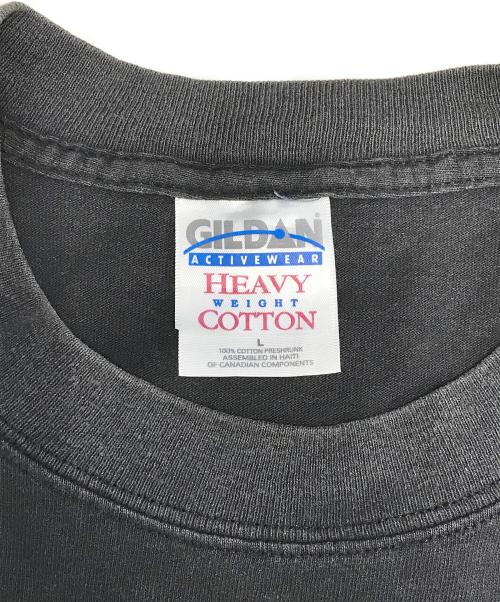 GILDAN
ACTIVEWEAR
HEAVY
WEIGHT
COTTON
L
100% COTTON PRESHRUNK
ASSEMBLED IN HAITI
OF CANADIAN COMPONENTS